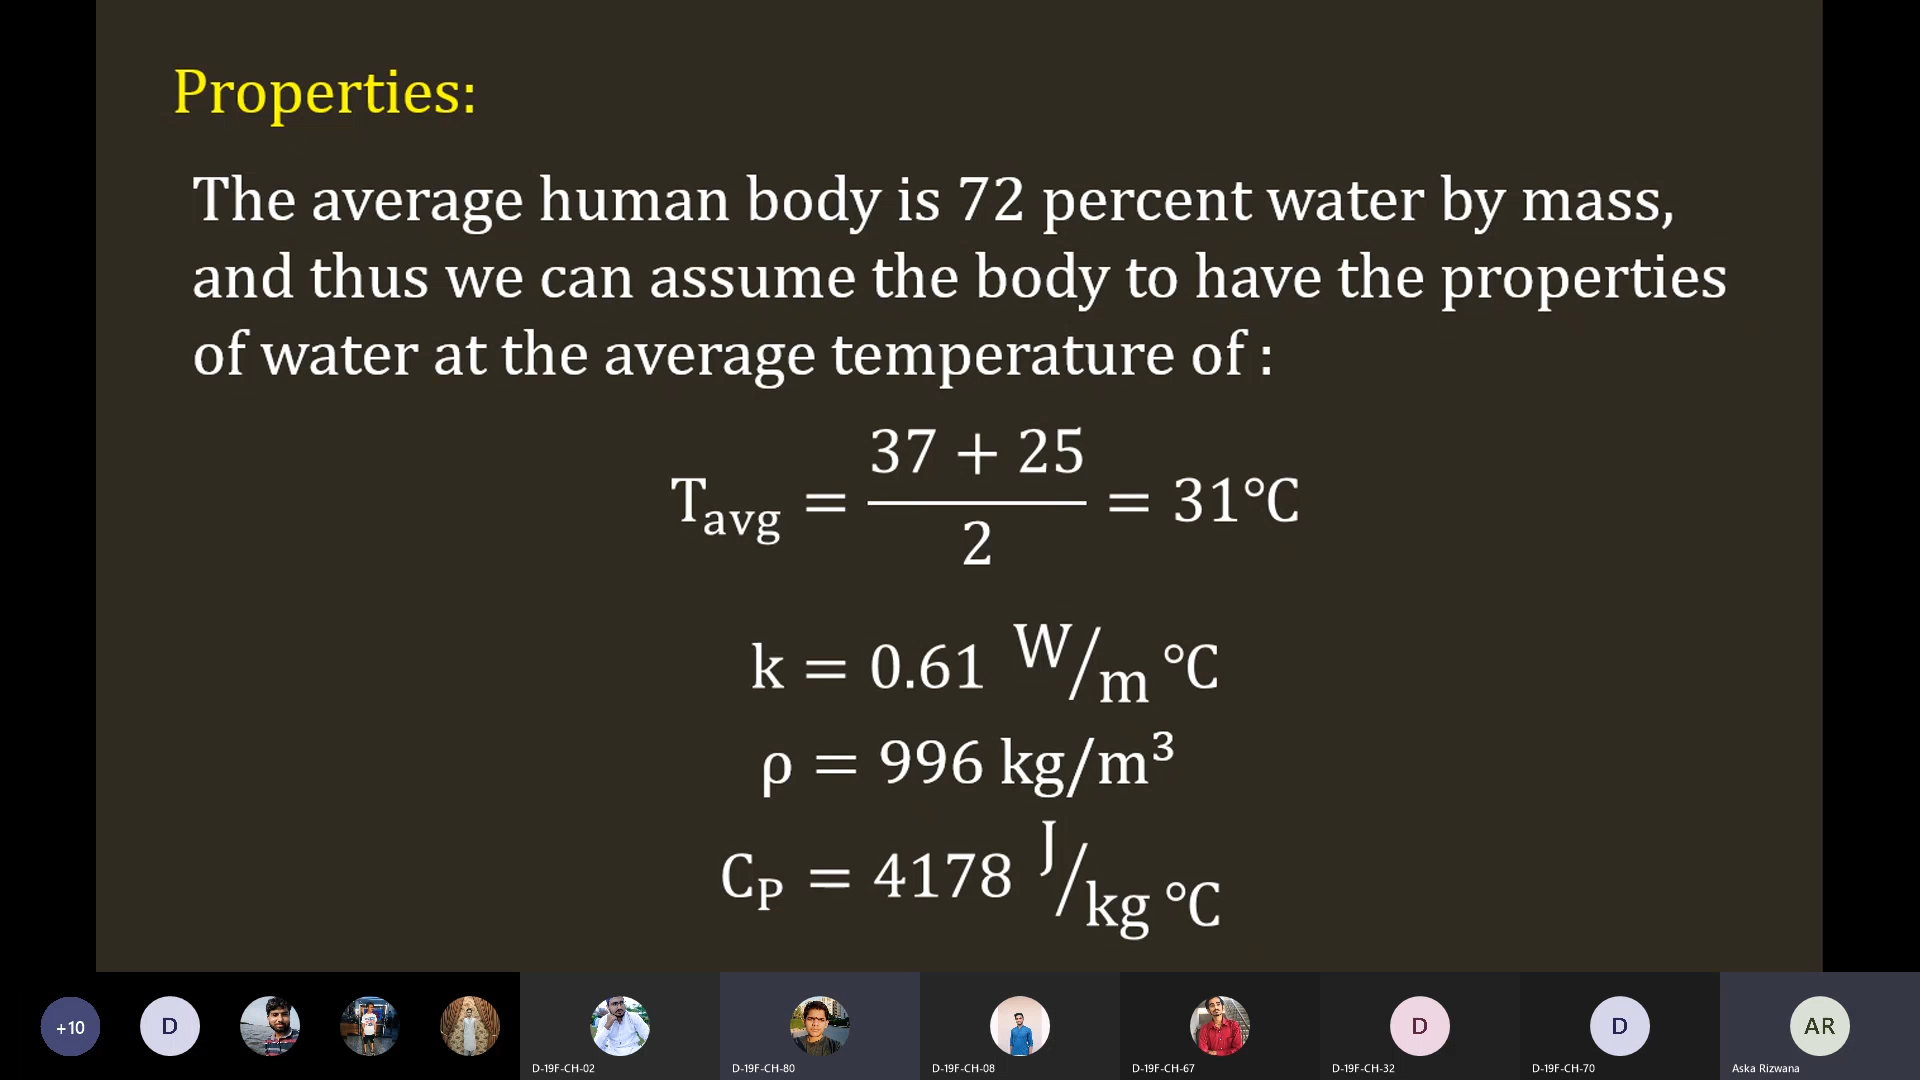 Properties:
The average human body is 72 percent water by mass,
and thus we can assume the body to have the properties
of water at the average temperature of :
T_avg = (37 + 25)/2 = 31°C
k = 0.61 W/m °C
ρ = 996 kg/m³
C_P = 4178 J/kg °C
+10
D
D
D
AR
D-19F-CH-02
D-19F-CH-80
D-19F-CH-08
D-19F-CH-67
D-19F-CH-32
D-19F-CH-70
Aska Rizwana